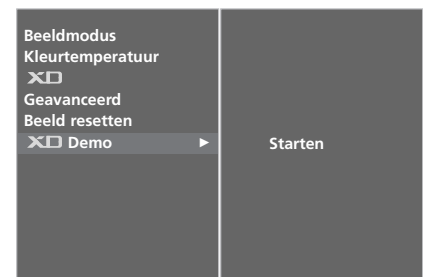 Beeldmodus
Kleurtemperatuur
XD
Geavanceerd
Beeld resetten
XD Demo ► Starten